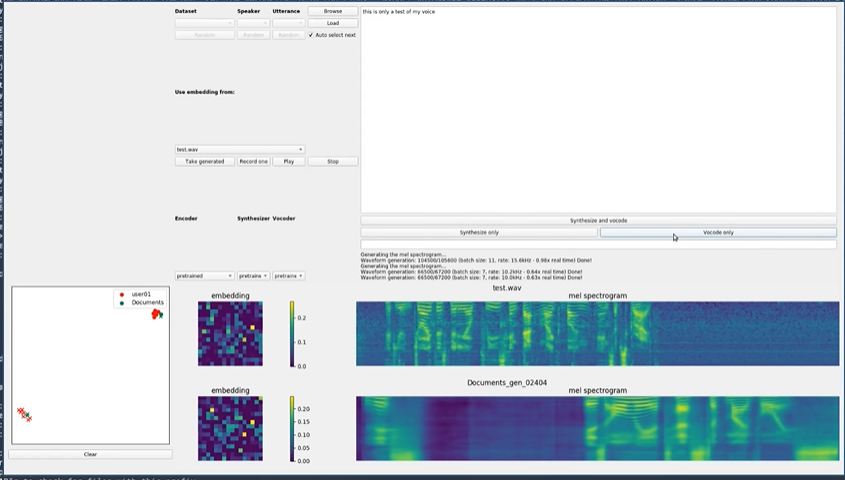 Dataset Speaker Utterance Browse
Load
Random Random Random ✓ Auto select next
Use embedding from:
test.wav
Take generated Record one Play Stop
Encoder Synthesizer Vocoder
pretrained pretrains pretrains
this is only a test of my voice
Synthesize and vocode
Synthesize only Vocode only
Generating the mel spectrogram...
Waveform generation: 104500/105600 (batch size: 11, rate: 15.6kHz - 0.98x real time) Done!
Generating the mel spectrogram...
Waveform generation: 66500/67200 (batch size: 7, rate: 10.2kHz - 0.64x real time) Done!
Waveform generation: 66500/67200 (batch size: 7, rate: 10.0kHz - 0.63x real time) Done!
user01
Documents
Clear
test.wav
embedding mel spectrogram
0.2
0.1
0.0
Documents_gen_02404
embedding mel spectrogram
0.20
0.15
0.10
0.05
0.00